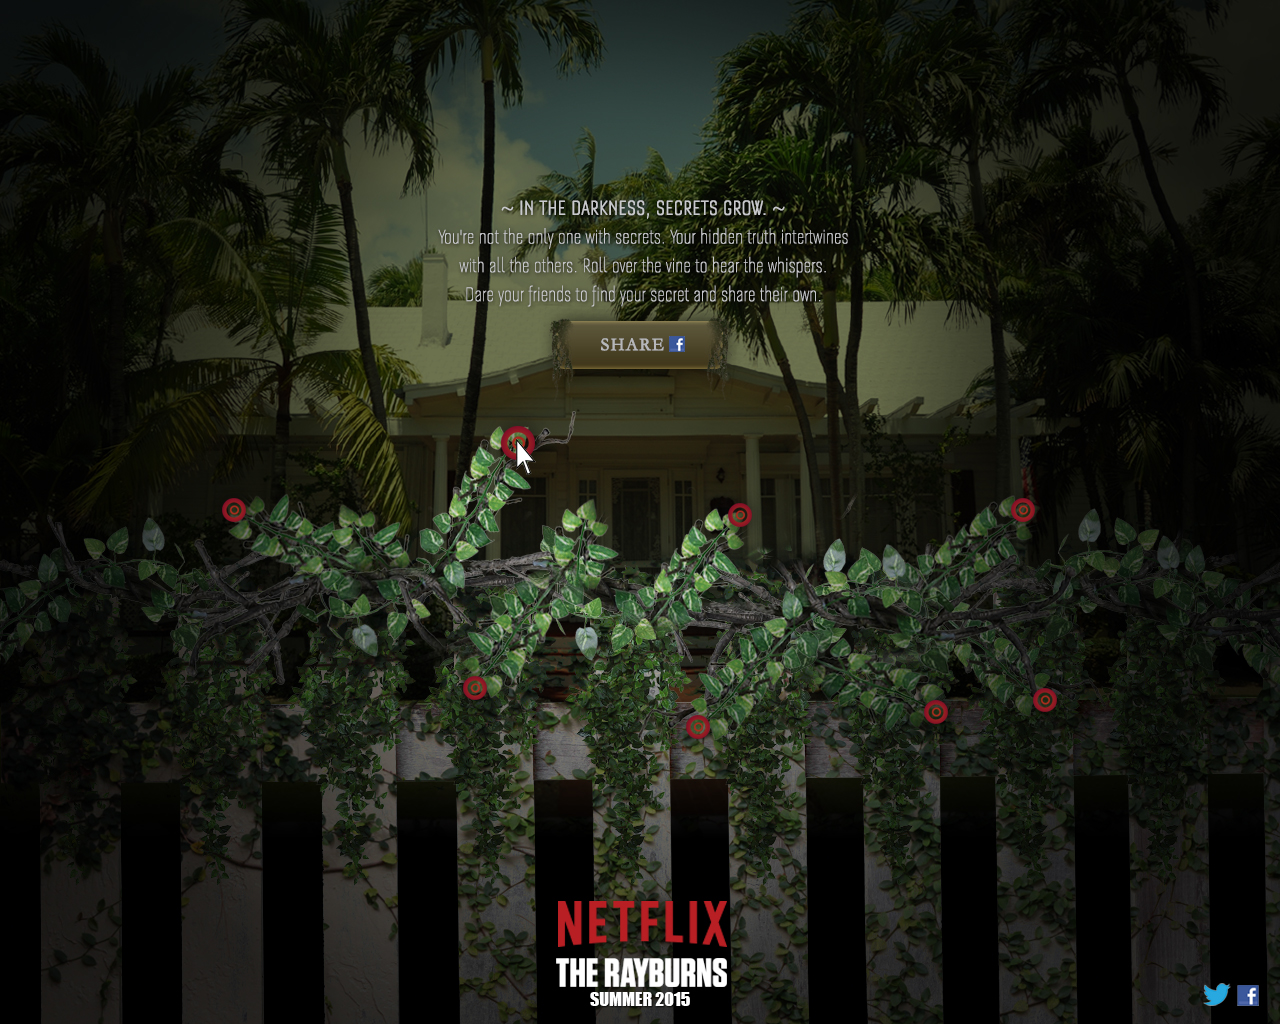 ~ IN THE DARKNESS, SECRETS GROW. ~
You're not the only one with secrets. Your hidden truth intertwines
with all the others. Roll over the vine to hear the whispers.
Dare your friends to find your secret and share their own.
SHARE f
NETFLIX
THE RAYBURNS
SUMMER 2015
f